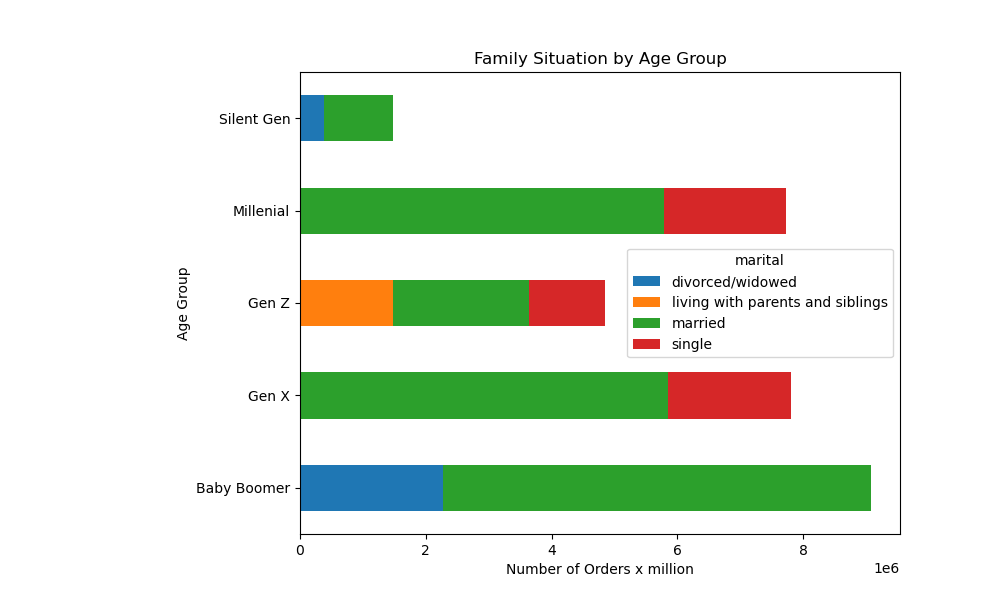 Family Situation by Age Group
Age Group
Silent Gen
Millenial
Gen Z
Gen X
Baby Boomer
marital
divorced/widowed
living with parents and siblings
married
single
0 2 4 6 8
1e6
Number of Orders x million